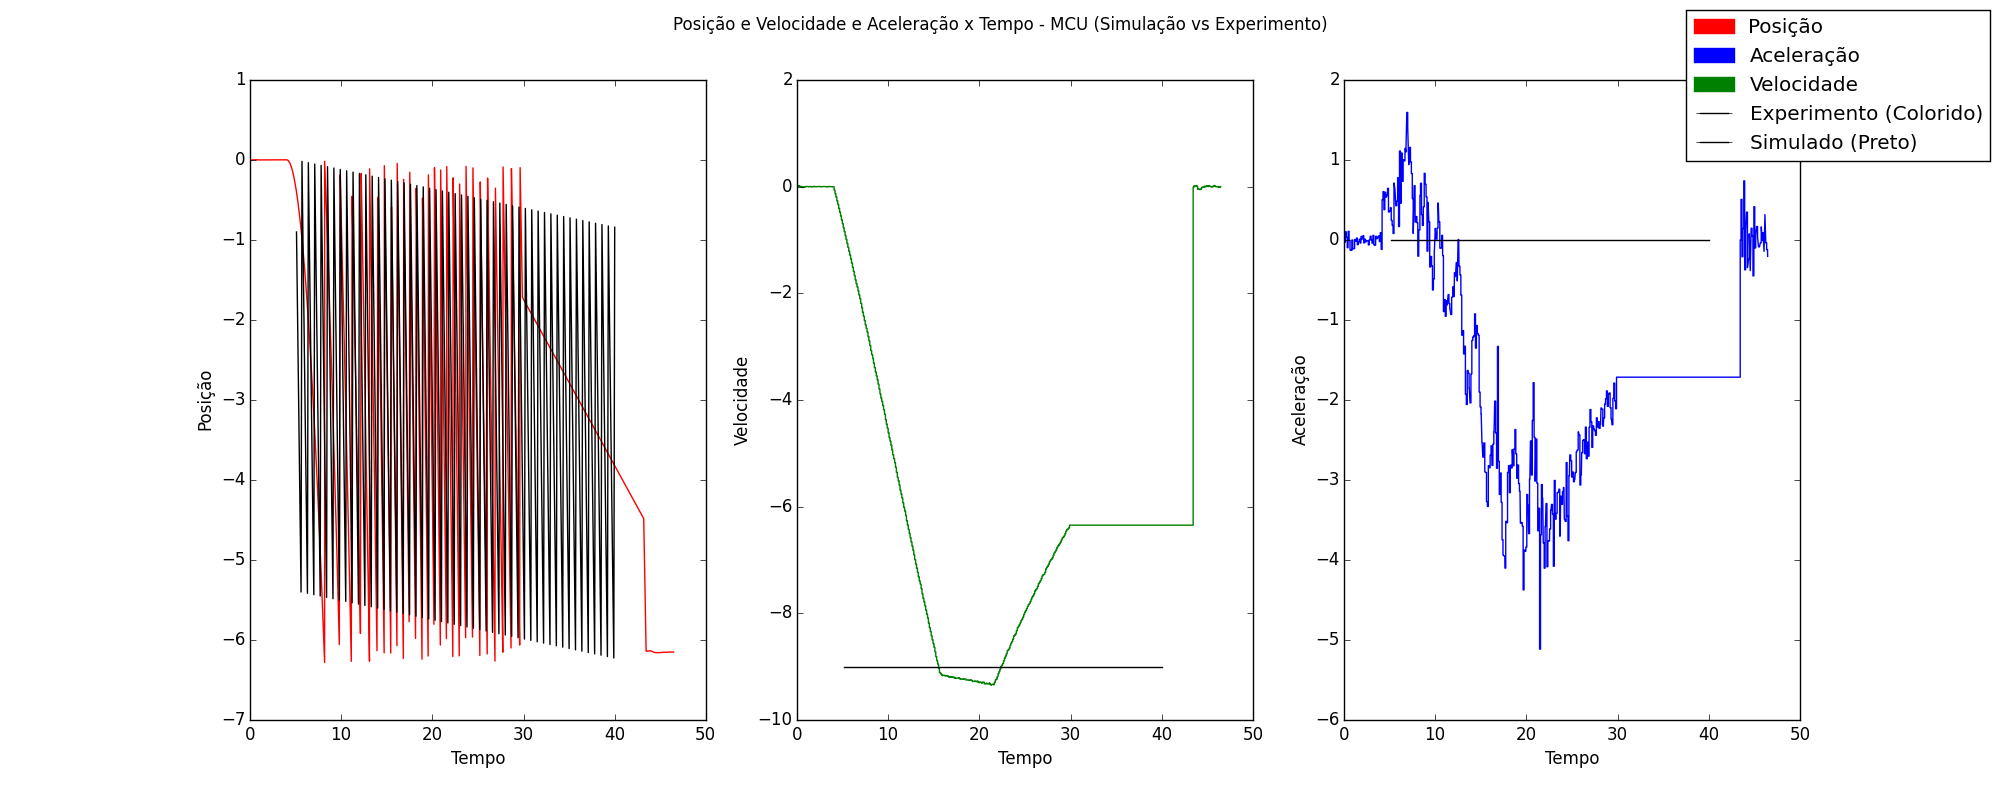 Posição e Velocidade e Aceleração x Tempo - MCU (Simulação vs Experimento)
Posição
Aceleração
Velocidade
Experimento (Colorido)
Simulado (Preto)
1
0
−1
−2
−3
−4
−5
−6
−7
Posição
0 10 20 30 40 50
Tempo
2
0
−2
−4
−6
−8
−10
Velocidade
0 10 20 30 40 50
Tempo
2
1
0
−1
−2
−3
−4
−5
−6
Aceleração
0 10 20 30 40 50
Tempo